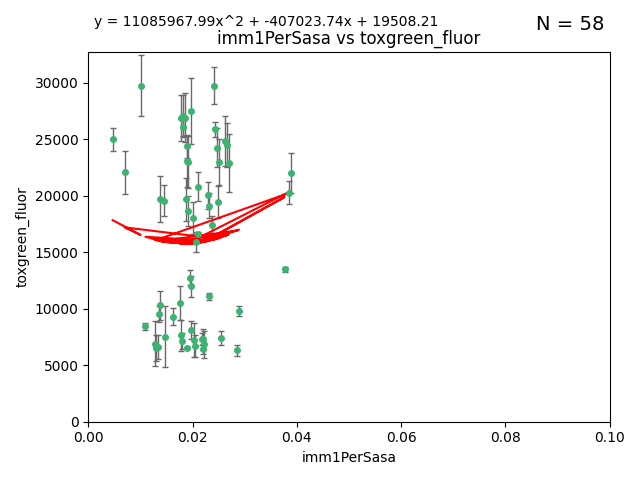 y = 11085967.99x^2 + -407023.74x + 19508.21
N = 58
imm1PerSasa vs toxgreen_fluor
30000
25000
20000
15000
10000
5000
0
toxgreen_fluor
0.00 0.02 0.04 0.06 0.08 0.10
imm1PerSasa